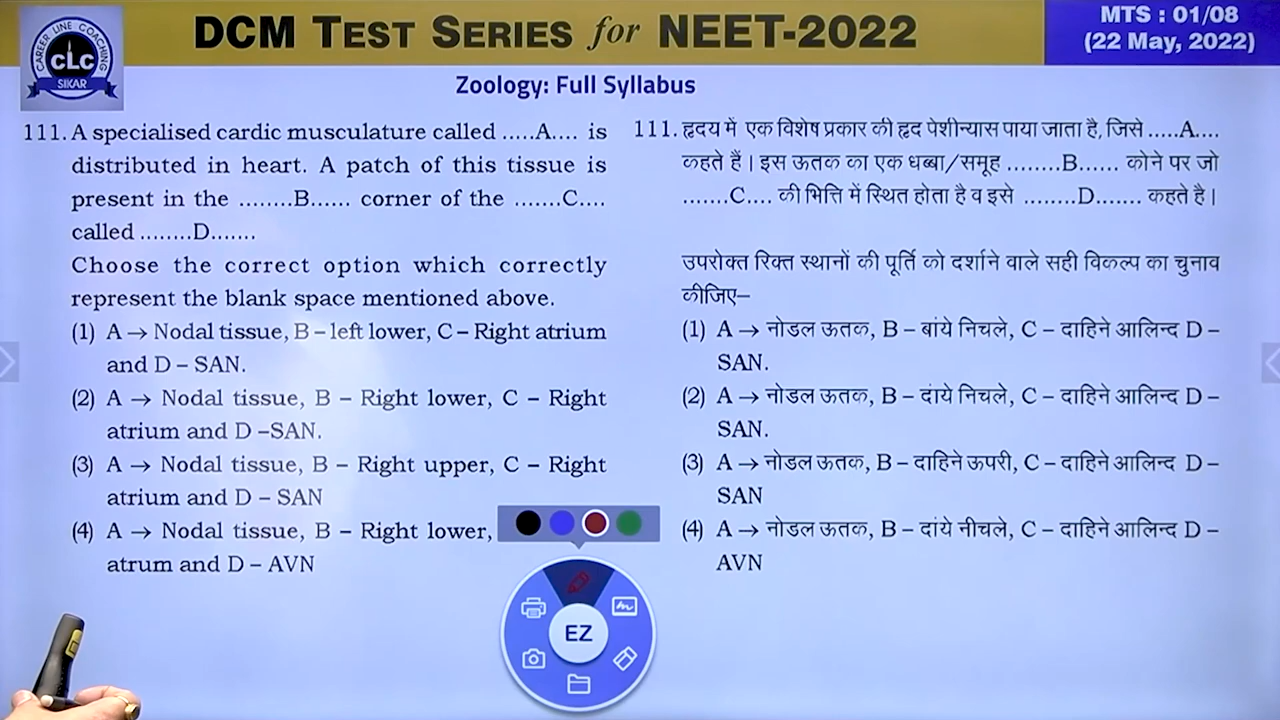 DCM TEST SERIES for NEET-2022
MTS : 01/08
(22 May, 2022)
CAREER LINE COACHING
CLC
SIKAR
Zoology: Full Syllabus
111. A specialised cardic musculature called .....A.... is
distributed in heart. A patch of this tissue is
present in the ........B...... corner of the .......C....
called ........D.......
Choose the correct option which correctly
represent the blank space mentioned above.
(1) A → Nodal tissue, B – left lower, C – Right atrium
and D – SAN.
(2) A → Nodal tissue, B – Right lower, C – Right
atrium and D –SAN.
(3) A → Nodal tissue, B – Right upper, C – Right
atrium and D – SAN
(4) A → Nodal tissue, B – Right lower,
atrum and D – AVN
111. हृदय में एक विशेष प्रकार की हृद पेशीन्यास पाया जाता है, जिसे .....A....
कहते हैं। इस ऊतक का एक धब्बा/समूह ........B...... कोने पर जो
.......C.... की भित्ति में स्थित होता है व इसे ........D....... कहते है।
उपरोक्त रिक्त स्थानों की पूर्ति को दर्शाने वाले सही विकल्प का चुनाव
कीजिए–
(1) A → नोडल ऊतक, B – बांये निचले, C – दाहिने आलिन्द D –
SAN.
(2) A → नोडल ऊतक, B – दांये निचले, C – दाहिने आलिन्द D –
SAN.
(3) A → नोडल ऊतक, B – दाहिने ऊपरी, C – दाहिने आलिन्द D –
SAN
(4) A → नोडल ऊतक, B – दांये नीचले, C – दाहिने आलिन्द D –
AVN
EZ